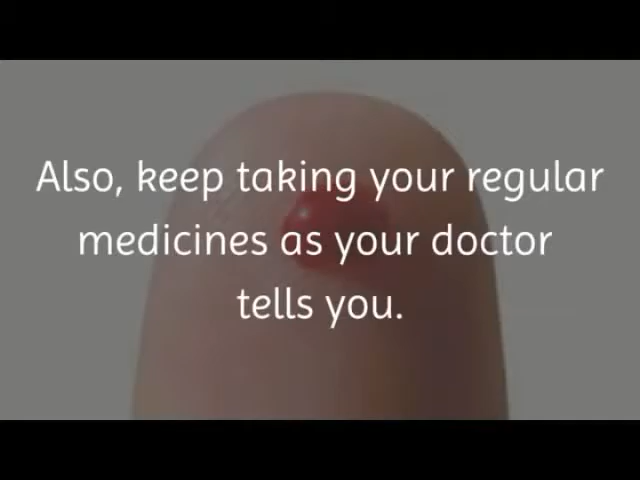 Also, keep taking your regular
medicines as your doctor
tells you.